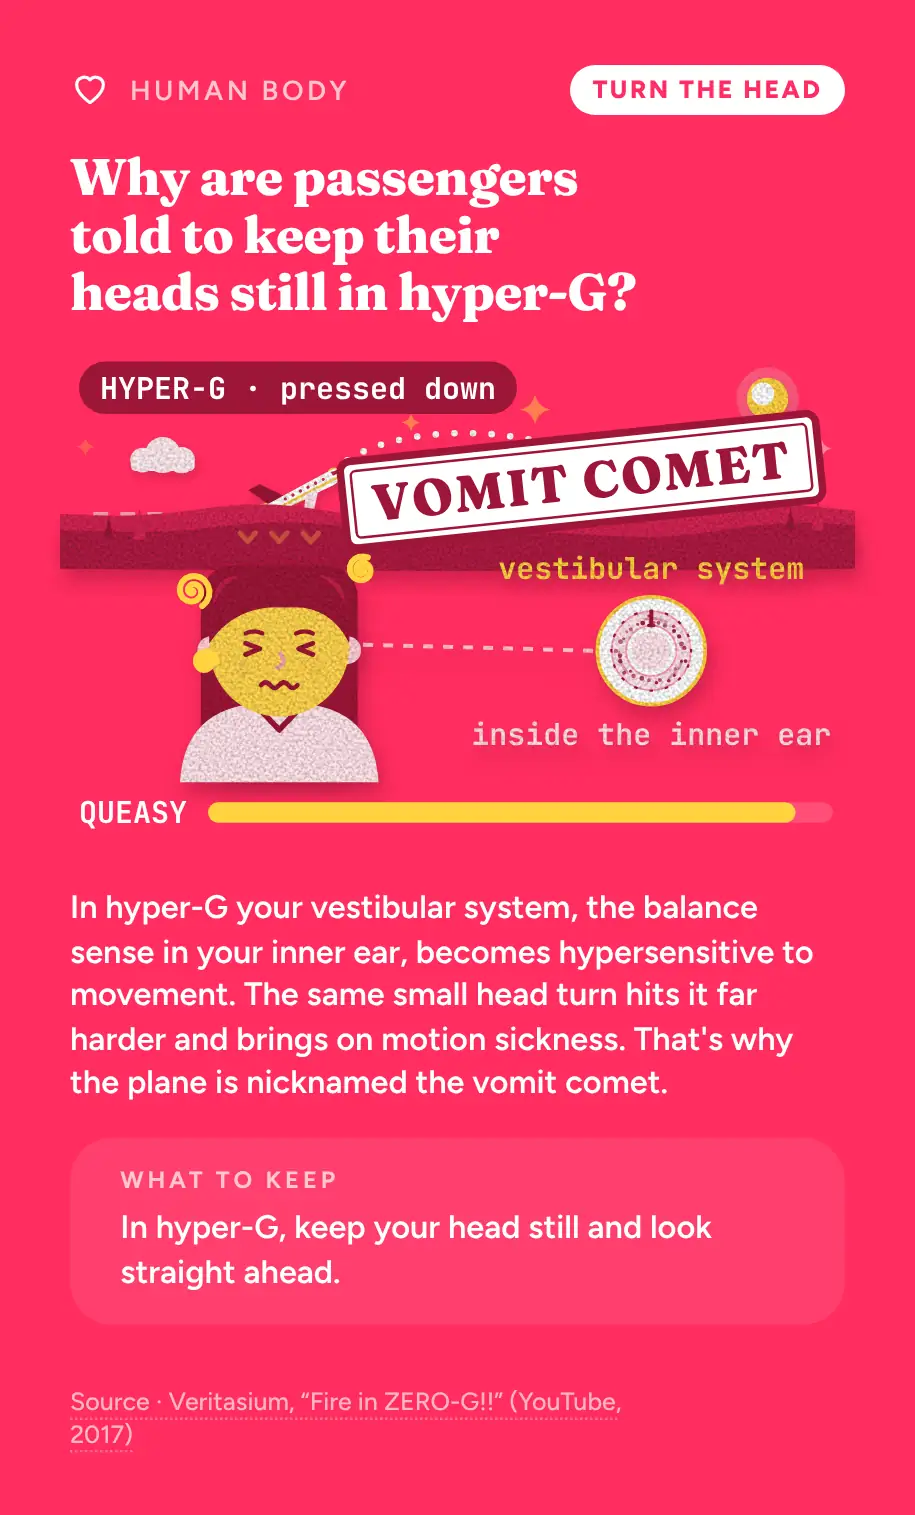 HUMAN BODY
TURN THE HEAD
Why are passengers
told to keep their
heads still in hyper-G?
HYPER-G · pressed down
VOMIT COMET
vestibular system
inside the inner ear
QUEASY
In hyper-G your vestibular system, the balance
sense in your inner ear, becomes hypersensitive to
movement. The same small head turn hits it far
harder and brings on motion sickness. That's why
the plane is nicknamed the vomit comet.
WHAT TO KEEP
In hyper-G, keep your head still and look
straight ahead.
Source · Veritasium, “Fire in ZERO-G!!” (YouTube,
2017)